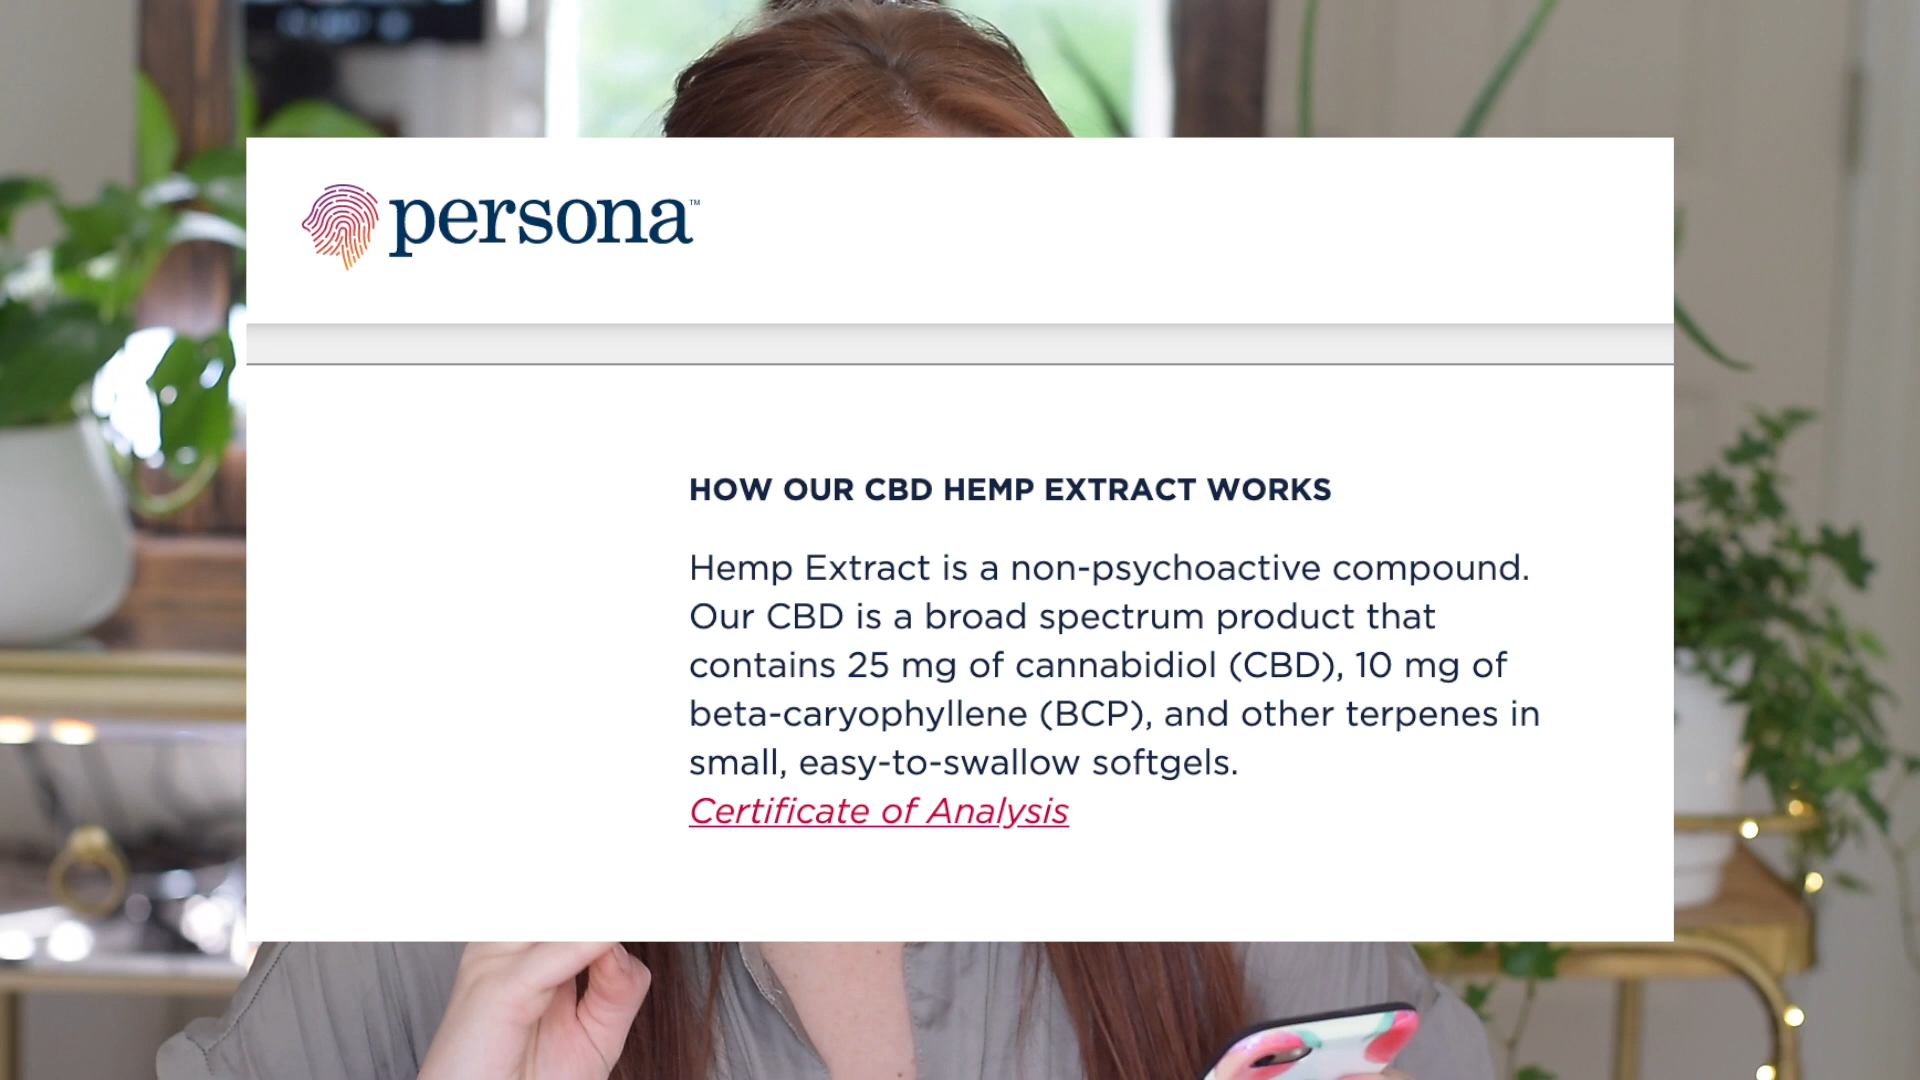 persona™
HOW OUR CBD HEMP EXTRACT WORKS
Hemp Extract is a non-psychoactive compound.
Our CBD is a broad spectrum product that
contains 25 mg of cannabidiol (CBD), 10 mg of
beta-caryophyllene (BCP), and other terpenes in
small, easy-to-swallow softgels.
Certificate of Analysis